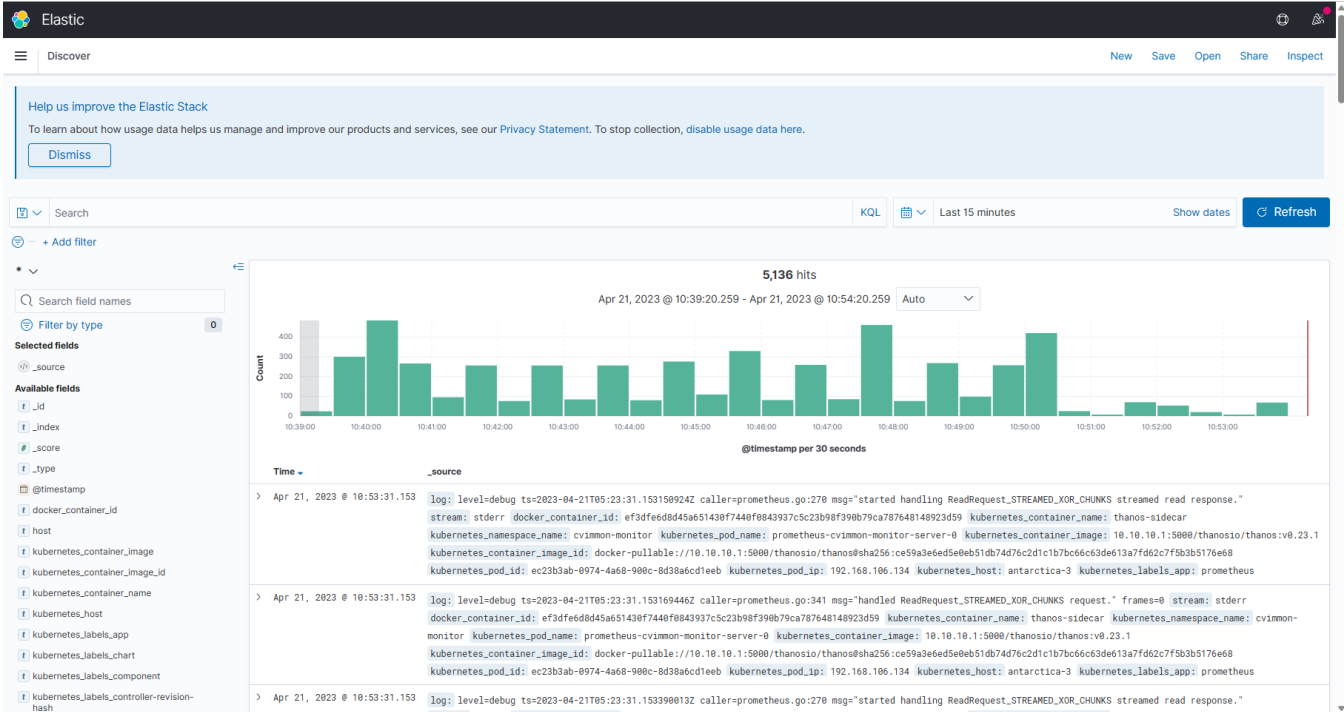 Elastic
Discover
New Save Open Share Inspect
Help us improve the Elastic Stack
To learn about how usage data helps us manage and improve our products and services, see our Privacy Statement. To stop collection, disable usage data here.
Dismiss
Search KQL Last 15 minutes Show dates Refresh
+ Add filter
*
Search field names
Filter by type 0
Selected fields
_source
Available fields
t _id
t _index
# _score
t _type
@timestamp
t docker_container_id
t host
t kubernetes_container_image
t kubernetes_container_image_id
t kubernetes_container_name
t kubernetes_host
t kubernetes_labels_app
t kubernetes_labels_chart
t kubernetes_labels_component
t kubernetes_labels_controller-revision-
hash
5,136 hits
Apr 21, 2023 @ 10:39:20.259 - Apr 21, 2023 @ 10:54:20.259 Auto
Count
400
300
200
100
0
10:39:00 10:40:00 10:41:00 10:42:00 10:43:00 10:44:00 10:45:00 10:46:00 10:47:00 10:48:00 10:49:00 10:50:00 10:51:00 10:52:00 10:53:00
@timestamp per 30 seconds
Time _source
Apr 21, 2023 @ 10:53:31.153 log: level=debug ts=2023-04-21T05:23:31.153150924Z caller=prometheus.go:270 msg="started handling ReadRequest_STREAMED_XOR_CHUNKS streamed read response."
stream: stderr docker_container_id: ef3dfe6d8d45a651430f7440f0843937c5c23b98f390b79ca787648148923d59 kubernetes_container_name: thanos-sidecar
kubernetes_namespace_name: cvimmon-monitor kubernetes_pod_name: prometheus-cvimmon-monitor-server-0 kubernetes_container_image: 10.10.10.1:5000/thanosio/thanos:v0.23.1
kubernetes_container_image_id: docker-pullable://10.10.10.1:5000/thanosio/thanos@sha256:ce59a3e6ed5e0eb51db74d76c2d1c1b7bc66c63de613a7fd62c7f5b3b5176e68
kubernetes_pod_id: ec23b3ab-0974-4a68-900c-8d38a6cd1eeb kubernetes_pod_ip: 192.168.106.134 kubernetes_host: antarctica-3 kubernetes_labels_app: prometheus
Apr 21, 2023 @ 10:53:31.153 log: level=debug ts=2023-04-21T05:23:31.153169446Z caller=prometheus.go:341 msg="handled ReadRequest_STREAMED_XOR_CHUNKS request." frames=0 stream: stderr
docker_container_id: ef3dfe6d8d45a651430f7440f0843937c5c23b98f390b79ca787648148923d59 kubernetes_container_name: thanos-sidecar kubernetes_namespace_name: cvimmon-
monitor kubernetes_pod_name: prometheus-cvimmon-monitor-server-0 kubernetes_container_image: 10.10.10.1:5000/thanosio/thanos:v0.23.1
kubernetes_container_image_id: docker-pullable://10.10.10.1:5000/thanosio/thanos@sha256:ce59a3e6ed5e0eb51db74d76c2d1c1b7bc66c63de613a7fd62c7f5b3b5176e68
kubernetes_pod_id: ec23b3ab-0974-4a68-900c-8d38a6cd1eeb kubernetes_pod_ip: 192.168.106.134 kubernetes_host: antarctica-3 kubernetes_labels_app: prometheus
Apr 21, 2023 @ 10:53:31.153 log: level=debug ts=2023-04-21T05:23:31.153390013Z caller=prometheus.go:270 msg="started handling ReadRequest_STREAMED_XOR_CHUNKS streamed read response."